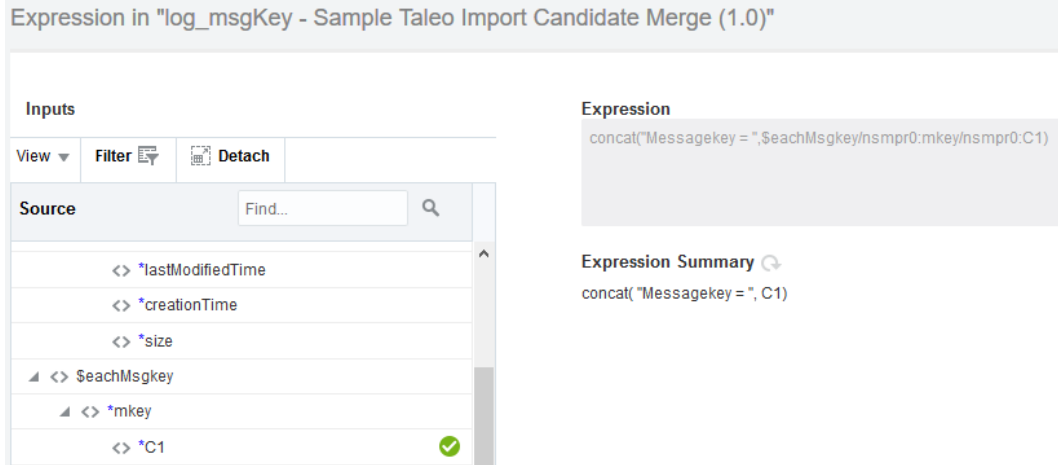 Expression in "log_msgKey - Sample Taleo Import Candidate Merge (1.0)"
Inputs
View Filter Detach
Source Find...
<> *lastModifiedTime
<> *creationTime
<> *size
<> $eachMsgkey
<> *mkey
<> *C1
Expression
concat("Messagekey = ",$eachMsgkey/nsmpr0:mkey/nsmpr0:C1)
Expression Summary
concat( "Messagekey = ", C1)